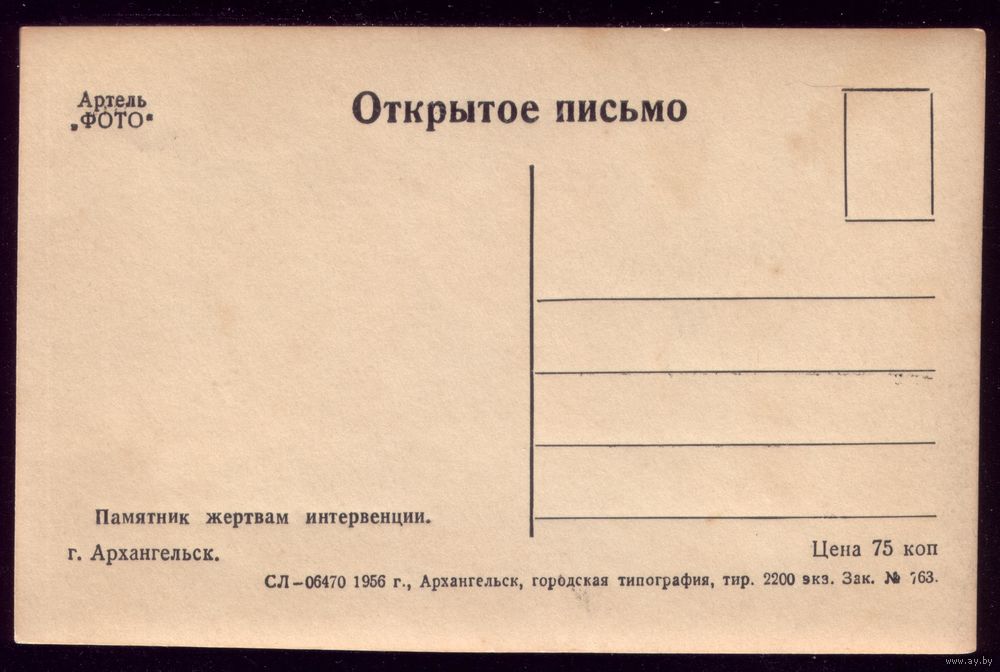 Артель
„ФОТО“
Открытое письмо
Памятник жертвам интервенции.
г. Архангельск.
Цена 75 коп
СЛ—06470 1956 г., Архангельск, городская типография, тир. 2200 экз. Зак. № 763.
www.ay.by